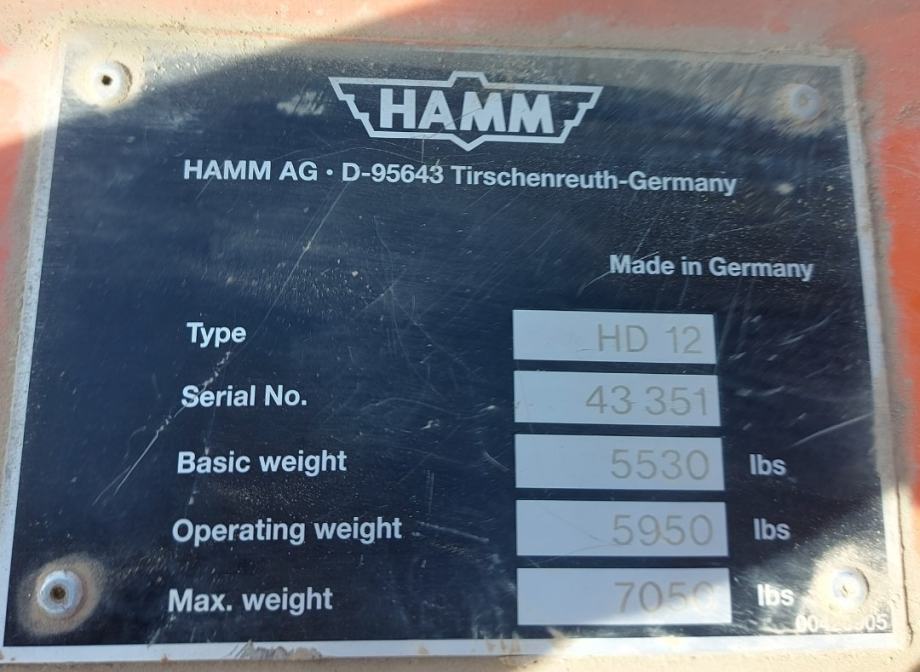 HAMM
HAMM AG • D-95643 Tirschenreuth-Germany
Made in Germany
Type HD 12
Serial No. 43 351
Basic weight 5530 lbs
Operating weight 5950 lbs
Max. weight 7050 lbs